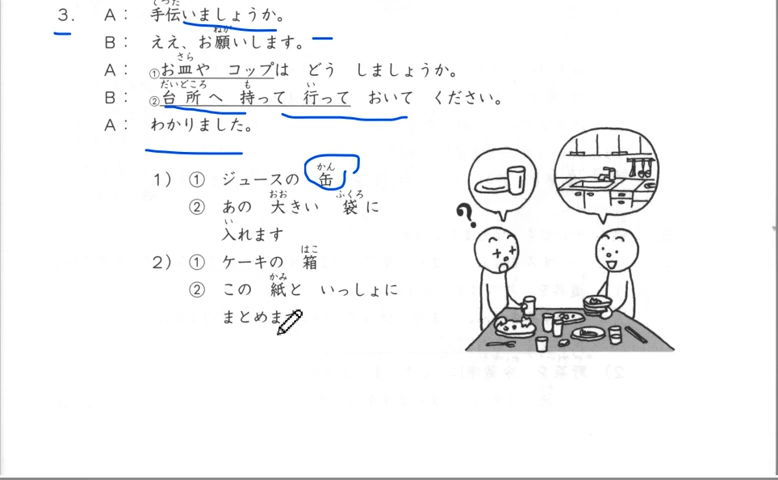 3. A: 手伝いましょうか。
B: ええ、お願いします。
A: ①お皿や コップは どう しましょうか。
B: ②台所へ 持って 行って おいて ください。
A: わかりました。
1) ① ジュースの 缶
② あの 大きい 袋に
入れます
2) ① ケーキの 箱
② この 紙と いっしょに
まとめます
?